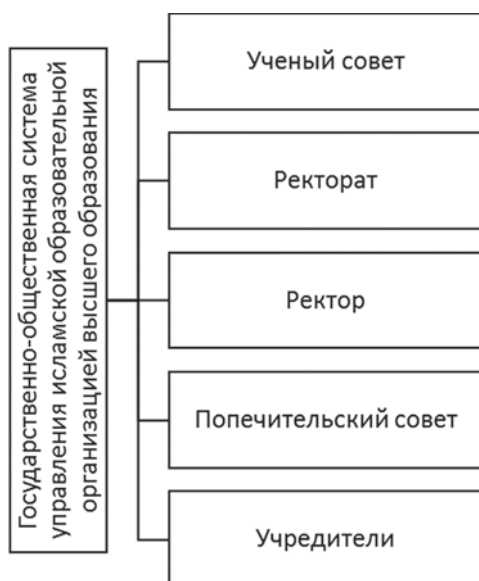 Государственно-общественная система
управления исламской образовательной
организацией высшего образования
Ученый совет
Ректорат
Ректор
Попечительский совет
Учредители